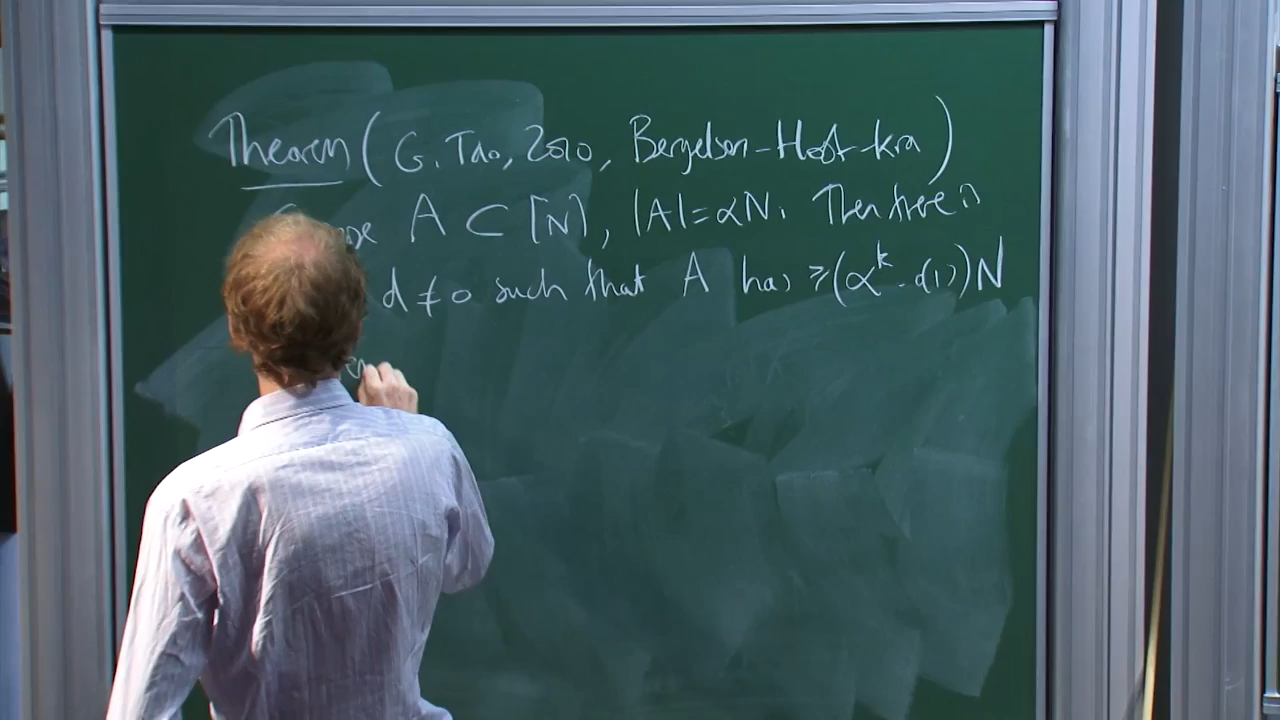 Theorem (G. Tao, 2010, Bergelson-Host-Kra)
A ⊂ [N], |A| = αN. Then there is
d ≠ 0 such that A has ≥ (α^k - o(1))N